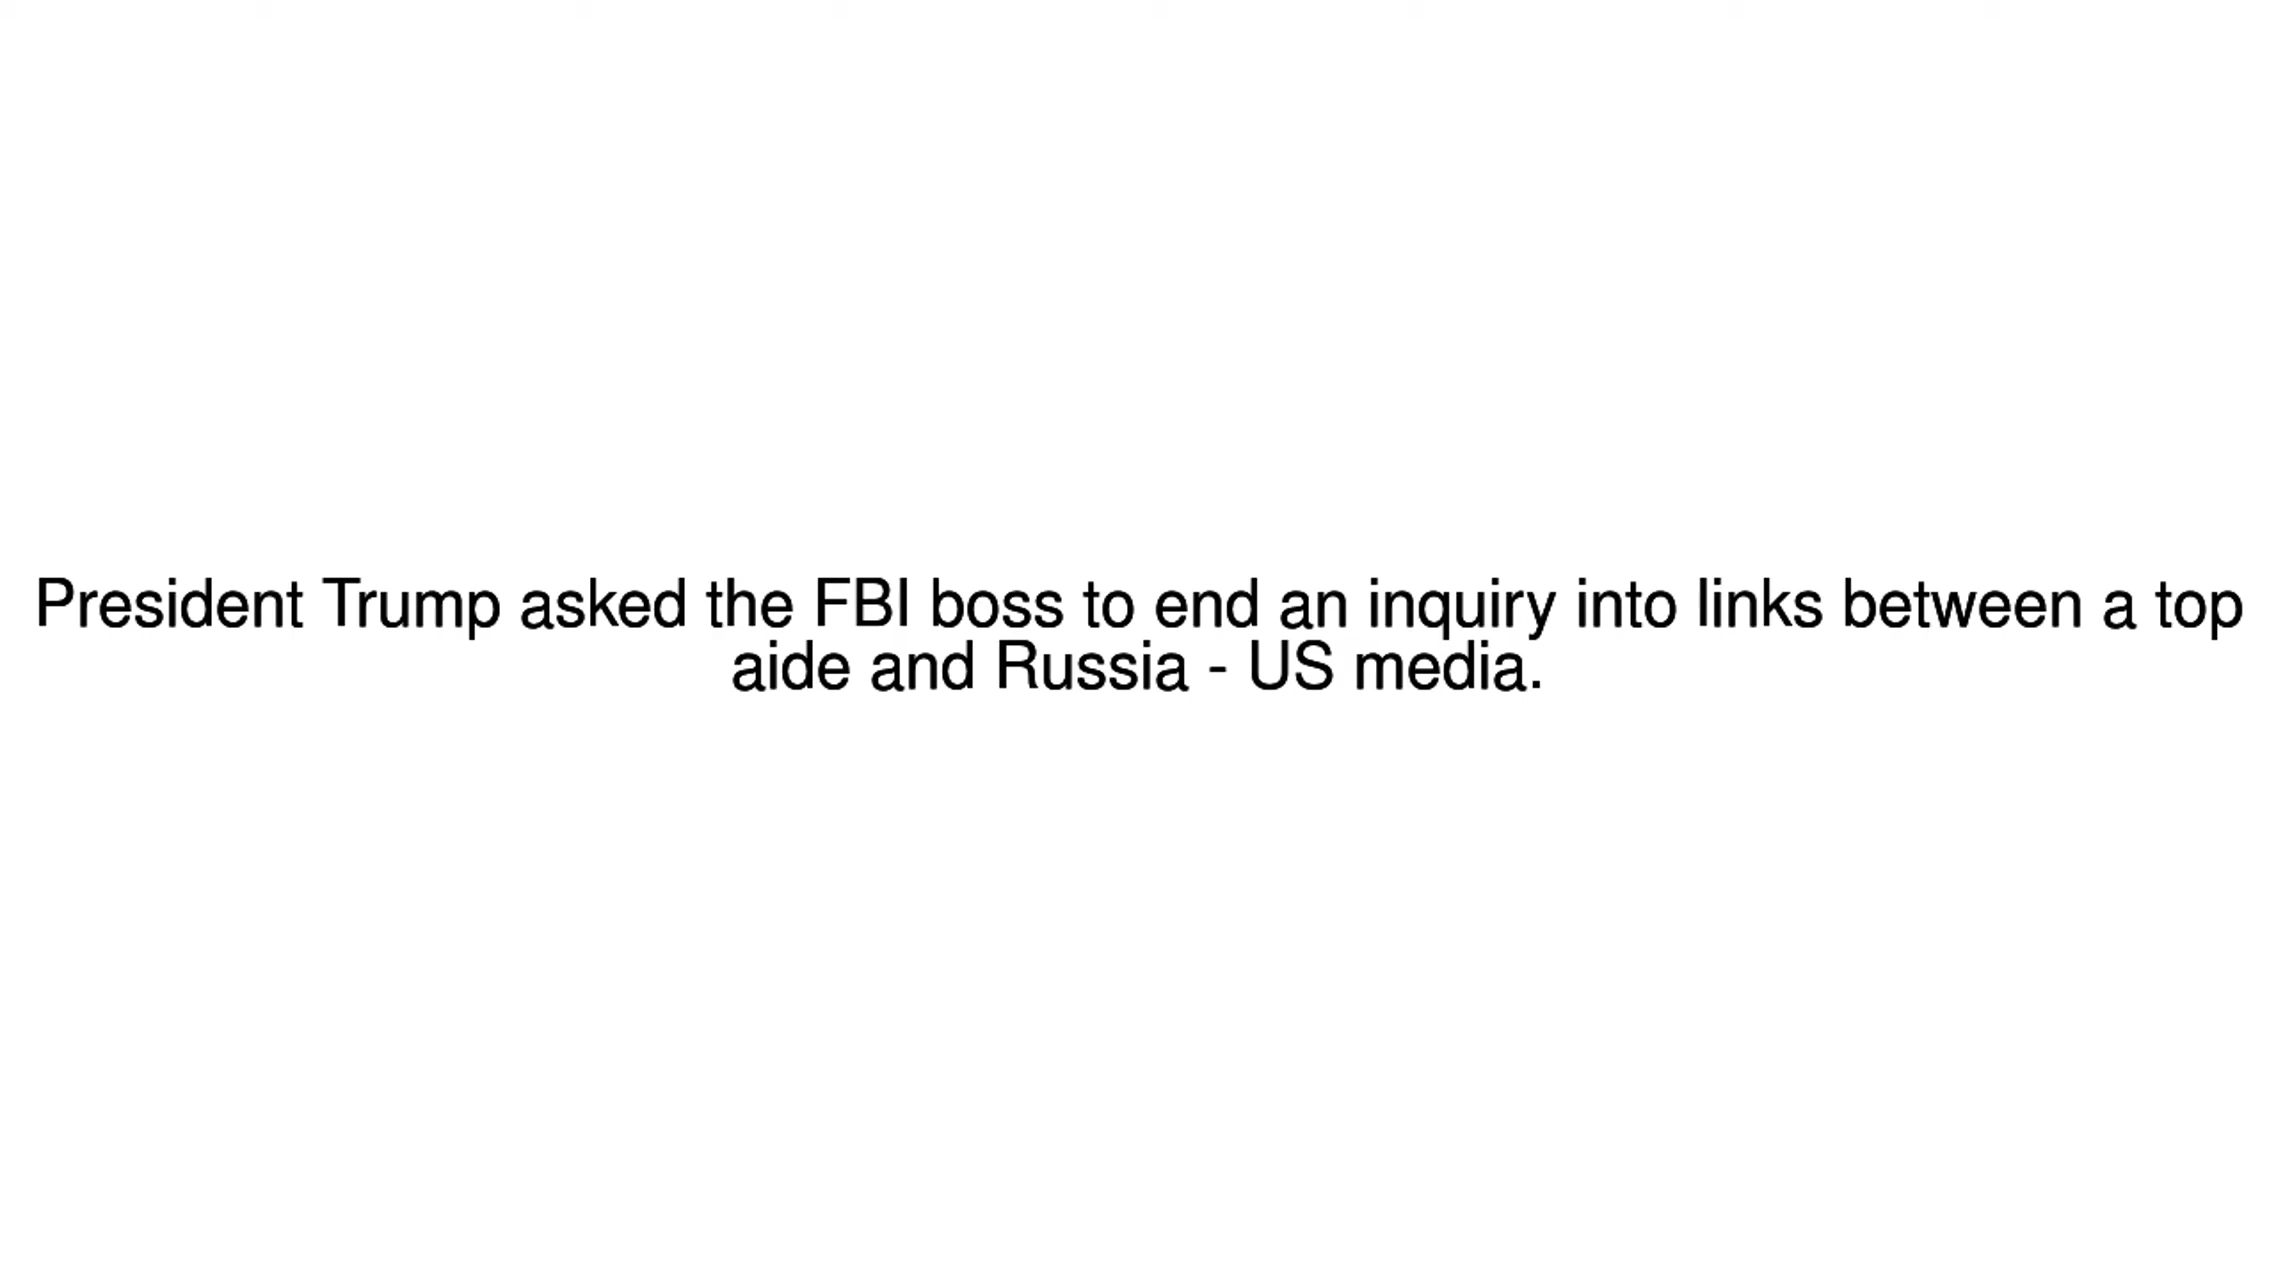 President Trump asked the FBI boss to end an inquiry into links between a top
aide and Russia - US media.